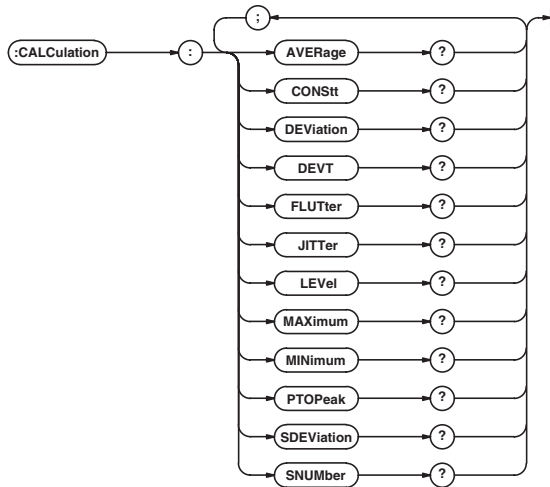 ;
:CALCulation : AVERage ?
CONStt ?
DEViation ?
DEVT ?
FLUTter ?
JITTer ?
LEVel ?
MAXimum ?
MINimum ?
PTOPeak ?
SDEViation ?
SNUMber ?